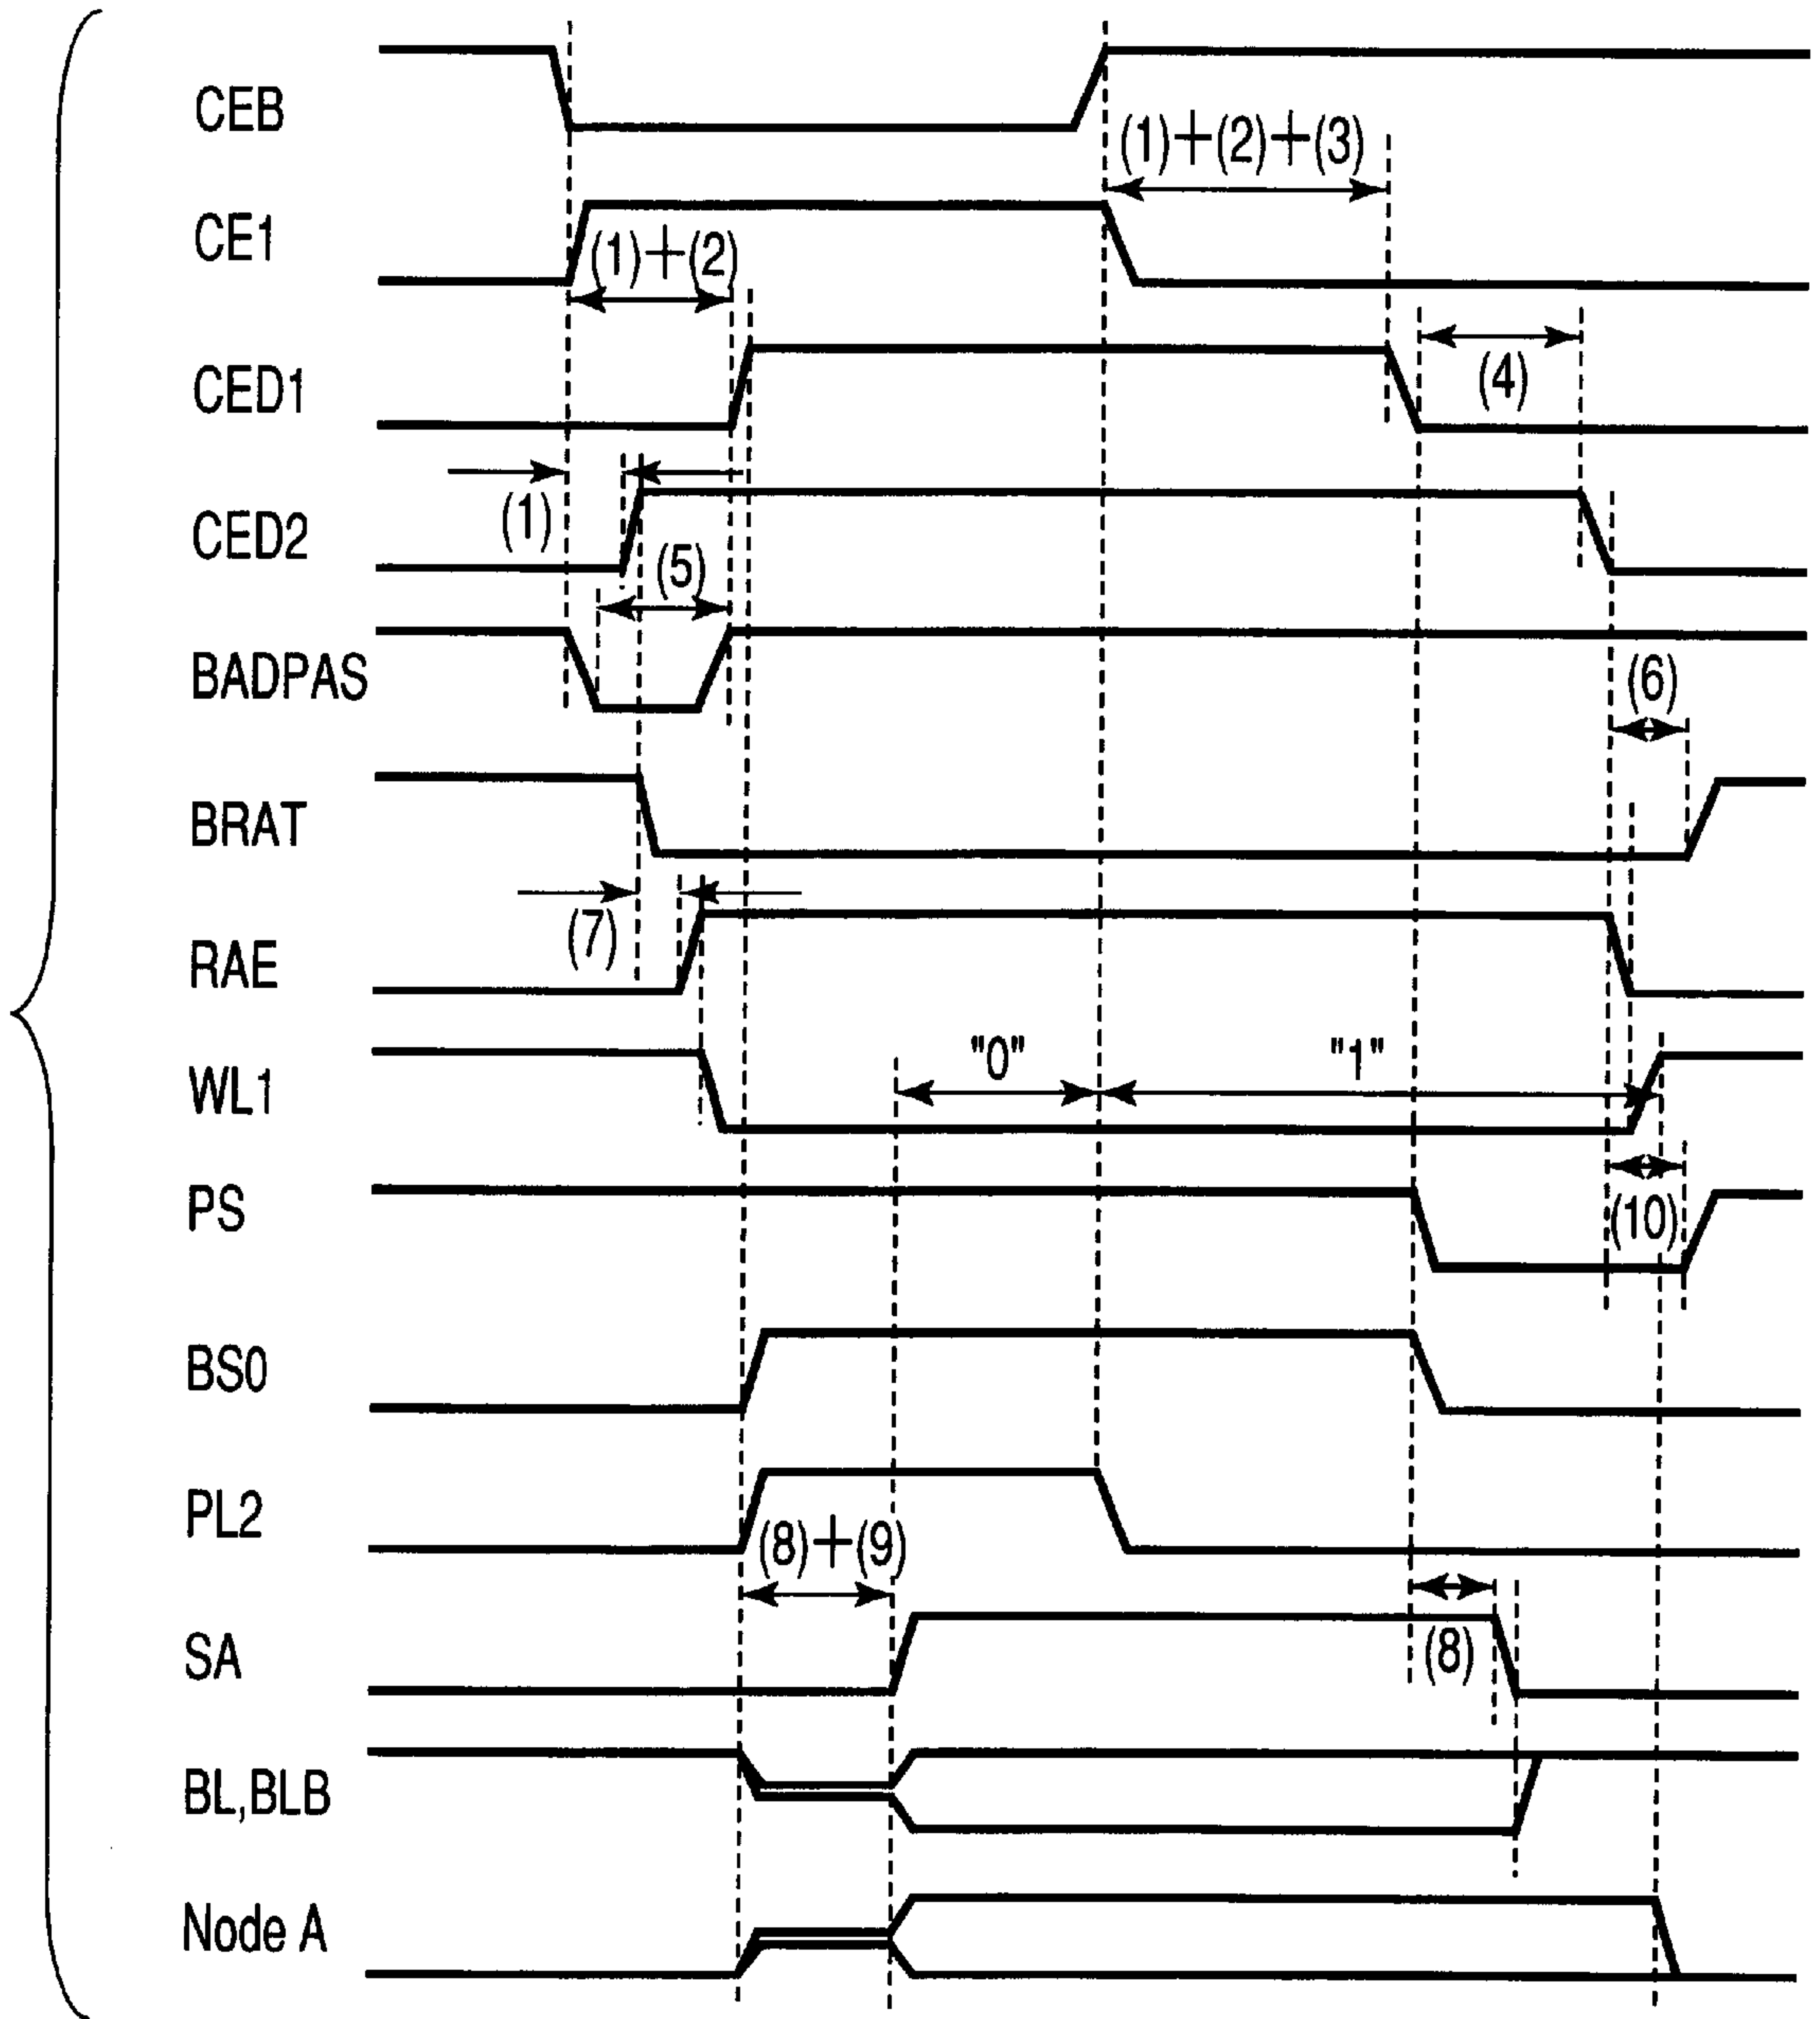 CEB
(1)+(2)+(3)
CE1
(1)+(2)
CED1
(4)
CED2
(1)
(5)
BADPAS
(6)
BRAT
(7)
RAE
"0"
"1"
WL1
PS
(10)
BS0
PL2
(8)+(9)
SA
(8)
BL,BLB
Node A